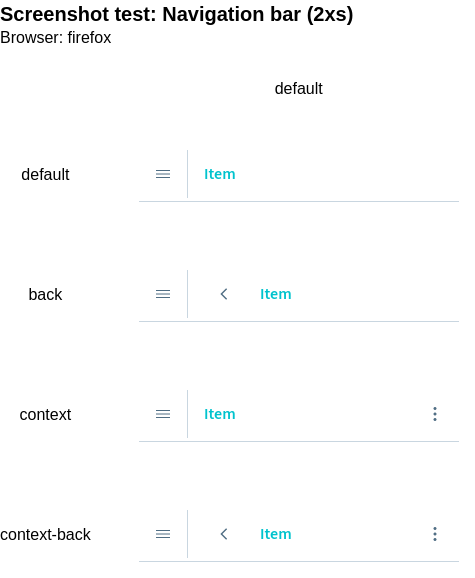 Screenshot test: Navigation bar (2xs)
Browser: firefox
default
default Item
back Item
context Item
context-back Item